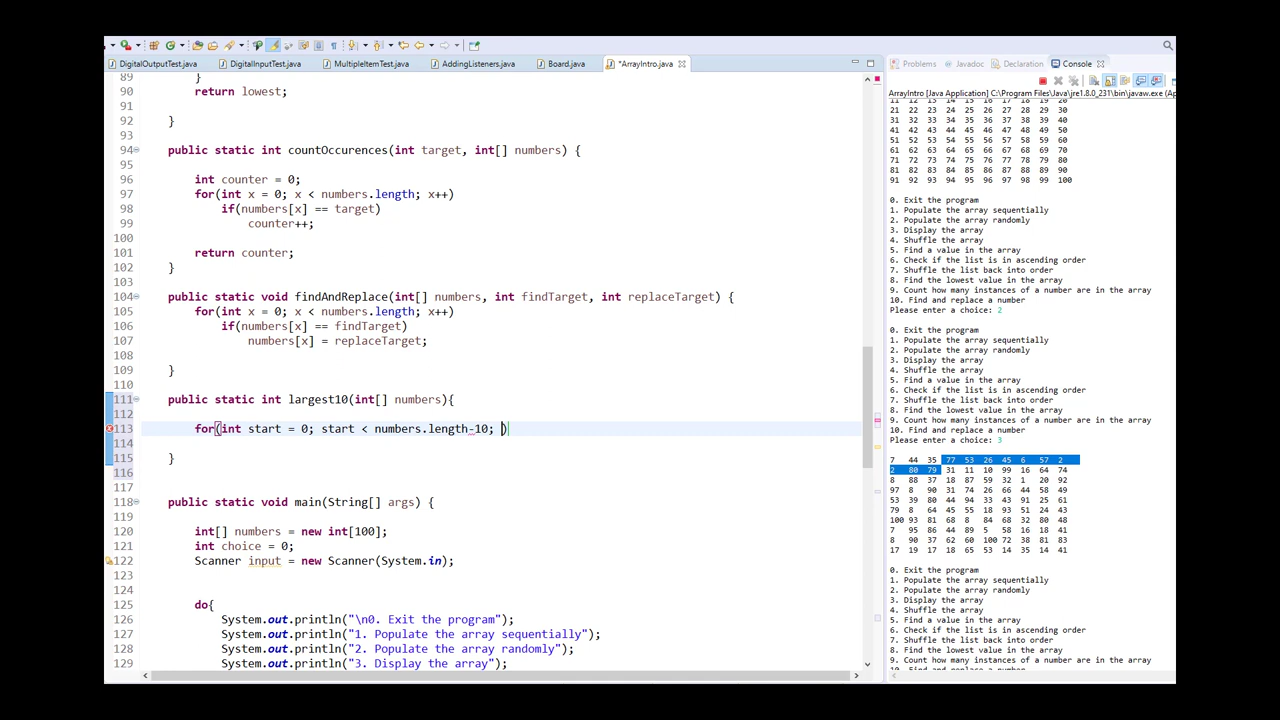 DigitalOutputTest.java DigitalInputTest.java MultipleItemTest.java AddingListeners.java Board.java *ArrayIntro.java
89 }
90 return lowest;
91
92 }
93
94 public static int countOccurences(int target, int[] numbers) {
95
96 int counter = 0;
97 for(int x = 0; x < numbers.length; x++)
98 if(numbers[x] == target)
99 counter++;
100
101 return counter;
102 }
103
104 public static void findAndReplace(int[] numbers, int findTarget, int replaceTarget) {
105 for(int x = 0; x < numbers.length; x++)
106 if(numbers[x] == findTarget)
107 numbers[x] = replaceTarget;
108
109 }
110
111 public static int largest10(int[] numbers){
112
113 for(int start = 0; start < numbers.length-10; )
114
115 }
116
117
118 public static void main(String[] args) {
119
120 int[] numbers = new int[100];
121 int choice = 0;
122 Scanner input = new Scanner(System.in);
123
124
125 do{
126 System.out.println("\n0. Exit the program");
127 System.out.println("1. Populate the array sequentially");
128 System.out.println("2. Populate the array randomly");
129 System.out.println("3. Display the array");
Problems Javadoc Declaration Console
ArrayIntro [Java Application] C:\Program Files\Java\jre1.8.0_231\bin\javaw.exe (Ap
11 12 13 14 15 16 17 18 19 20
21 22 23 24 25 26 27 28 29 30
31 32 33 34 35 36 37 38 39 40
41 42 43 44 45 46 47 48 49 50
51 52 53 54 55 56 57 58 59 60
61 62 63 64 65 66 67 68 69 70
71 72 73 74 75 76 77 78 79 80
81 82 83 84 85 86 87 88 89 90
91 92 93 94 95 96 97 98 99 100
0. Exit the program
1. Populate the array sequentially
2. Populate the array randomly
3. Display the array
4. Shuffle the array
5. Find a value in the array
6. Check if the list is in ascending order
7. Shuffle the list back into order
8. Find the lowest value in the array
9. Count how many instances of a number are in the array
10. Find and replace a number
Please enter a choice: 2
0. Exit the program
1. Populate the array sequentially
2. Populate the array randomly
3. Display the array
4. Shuffle the array
5. Find a value in the array
6. Check if the list is in ascending order
7. Shuffle the list back into order
8. Find the lowest value in the array
9. Count how many instances of a number are in the array
10. Find and replace a number
Please enter a choice: 3
7 44 35 77 53 26 45 6 57 2
2 80 79 31 11 10 99 16 64 74
8 88 37 18 87 59 32 1 20 92
97 8 90 31 74 26 66 44 58 49
53 39 80 44 94 33 43 91 25 61
79 8 64 45 55 18 93 51 24 43
100 93 81 68 8 84 68 32 80 48
7 95 86 44 89 5 58 16 18 41
8 90 37 62 60 100 72 38 81 83
17 19 17 18 65 53 14 35 14 41
0. Exit the program
1. Populate the array sequentially
2. Populate the array randomly
3. Display the array
4. Shuffle the array
5. Find a value in the array
6. Check if the list is in ascending order
7. Shuffle the list back into order
8. Find the lowest value in the array
9. Count how many instances of a number are in the array
10. Find and replace a number